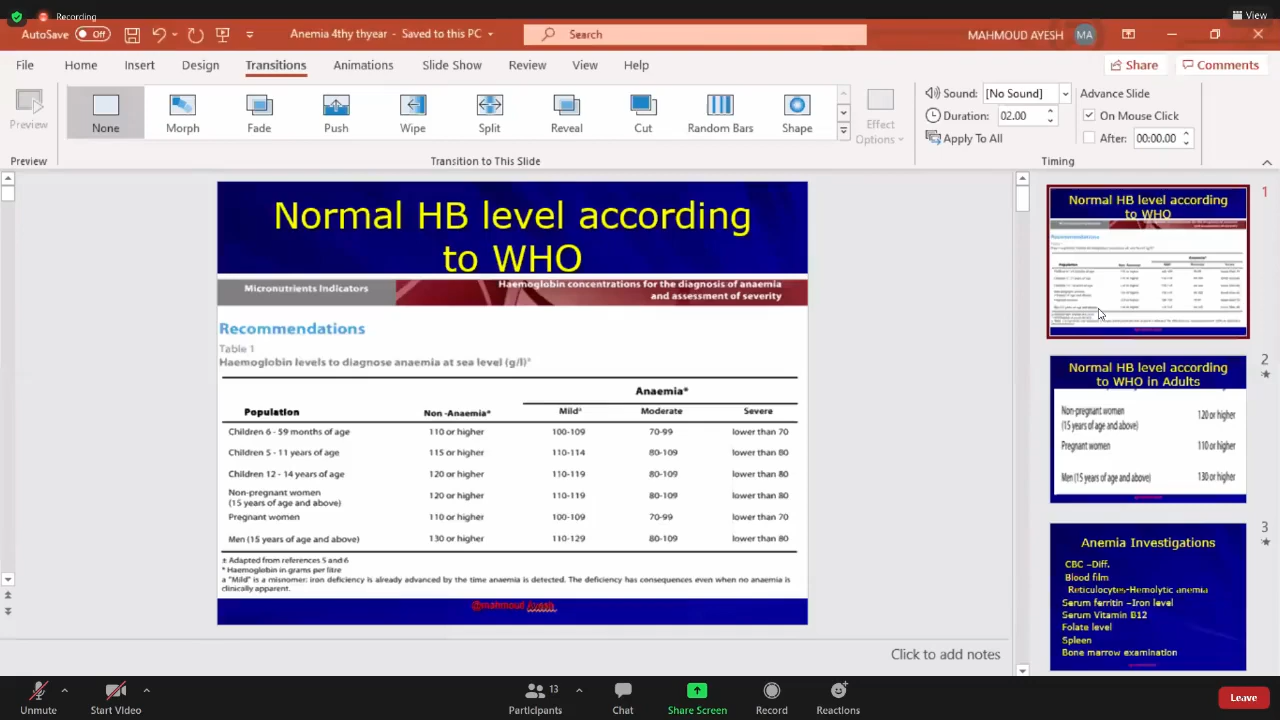 Recording
View
AutoSave Off
Anemia 4thy thyear - Saved to this PC
Search
MAHMOUD AYESH MA
File Home Insert Design Transitions Animations Slide Show Review View Help
Share Comments
Preview
None Morph Fade Push Wipe Split Reveal Cut Random Bars Shape
Effect Options
Sound: [No Sound]
Duration: 02.00
Apply To All
Advance Slide
On Mouse Click
After: 00:00.00
Preview Transition to This Slide Timing
Normal HB level according
to WHO
Micronutrients Indicators
Haemoglobin concentrations for the diagnosis of anaemia
and assessment of severity
Recommendations
Table 1
Haemoglobin levels to diagnose anaemia at sea level (g/l)±
Anaemia*
Population Non -Anaemia* Mildª Moderate Severe
Children 6 - 59 months of age 110 or higher 100-109 70-99 lower than 70
Children 5 - 11 years of age 115 or higher 110-114 80-109 lower than 80
Children 12 - 14 years of age 120 or higher 110-119 80-109 lower than 80
Non-pregnant women
(15 years of age and above) 120 or higher 110-119 80-109 lower than 80
Pregnant women 110 or higher 100-109 70-99 lower than 70
Men (15 years of age and above) 130 or higher 110-129 80-109 lower than 80
± Adapted from references 5 and 6
* Haemoglobin in grams per litre
a "Mild" is a misnomer: iron deficiency is already advanced by the time anaemia is detected. The deficiency has consequences even when no anaemia is
clinically apparent.
@mahmoud Ayesh
Click to add notes
1
Normal HB level according
to WHO
Recommendations
2
Normal HB level according
to WHO in Adults
Non-pregnant women
(15 years of age and above) 120 or higher
Pregnant women 110 or higher
Men (15 years of age and above) 130 or higher
3
Anemia Investigations
CBC –Diff.
Blood film
Reticulocytes-Hemolytic anemia
Serum ferritin –Iron level
Serum Vitamin B12
Folate level
Spleen
Bone marrow examination
Unmute Start Video Participants 13 Chat Share Screen Record Reactions Leave